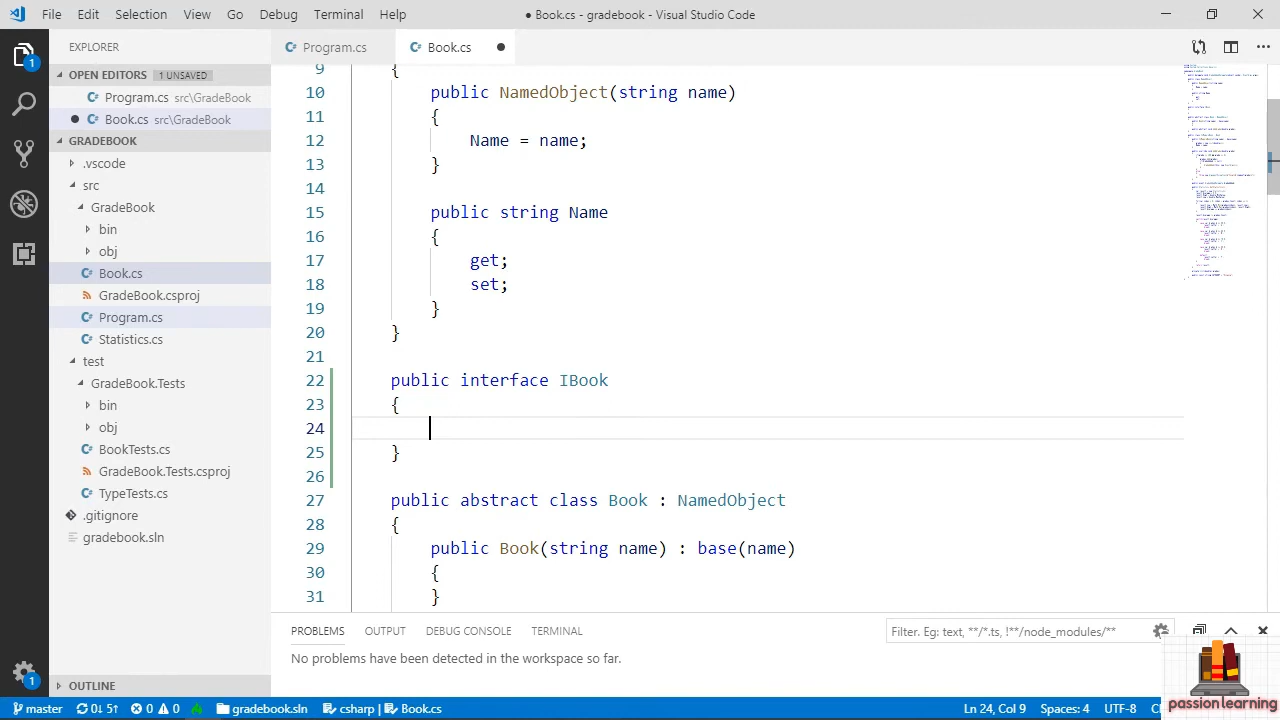 File Edit Selection View Go Debug Terminal Help ● Book.cs - gradebook - Visual Studio Code
EXPLORER
OPEN EDITORS 1 UNSAVED
Program.cs src\GradeBook
Book.cs src\GradeBook
GRADEBOOK
.vscode
src
GradeBook
bin
obj
Book.cs
GradeBook.csproj
Program.cs
Statistics.cs
test
GradeBook.Tests
bin
obj
BookTests.cs
GradeBook.Tests.csproj
TypeTests.cs
.gitignore
gradebook.sln
Program.cs Book.cs
9 {
10 public NamedObject(string name)
11 {
12 Name = name;
13
14
15 public string Name
16
17 get;
18 set;
19 }
20 }
21
22 public interface IBook
23 {
24
25 }
26
27 public abstract class Book : NamedObject
28 {
29 public Book(string name) : base(name)
30 {
31 }
PROBLEMS OUTPUT DEBUG CONSOLE TERMINAL
Filter. Eg: text, **/*.ts, !**/node_modules/**
No problems have been detected in the workspace so far.
passion learning
master 0↓ 5↑ 0 0 gradebook.sln csharp | Book.cs Ln 24, Col 9 Spaces: 4 UTF-8
1
1